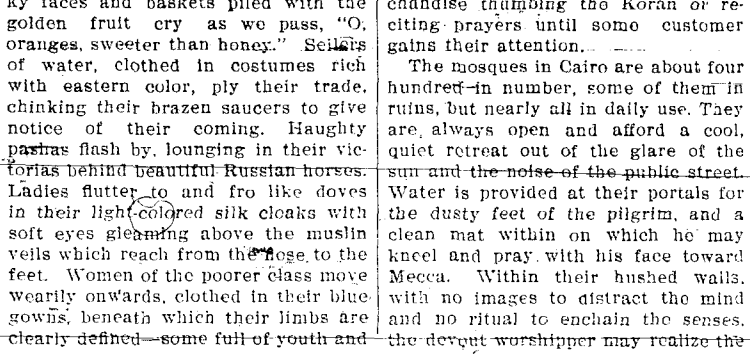 ky faces and baskets piled with the
golden fruit cry as we pass, "O,
oranges, sweeter than honey." Sellers
of water, clothed in costumes rich
with eastern color, ply their trade,
chinking their brazen saucers to give
notice of their coming. Haughty
pashas flash by, lounging in their vic-
torias behind beautiful Russian horses.
Ladies flutter to and fro like doves
in their light-colored silk cloaks with
soft eyes gleaming above the muslin
veils which reach from the nose to the
feet. Women of the poorer class move
wearily onwards, clothed in their blue
gowns, beneath which their limbs are
clearly defined—some full of youth and
chandise thumbing the Koran or re-
citing prayers until some customer
gains their attention.
The mosques in Cairo are about four
hundred in number, some of them in
ruins, but nearly all in daily use. They
are always open and afford a cool,
quiet retreat out of the glare of the
sun and the noise of the public street.
Water is provided at their portals for
the dusty feet of the pilgrim, and a
clean mat within on which he may
kneel and pray with his face toward
Mecca. Within their hushed walls,
with no images to distract the mind
and no ritual to enchain the senses,
the devout worshipper may realize the